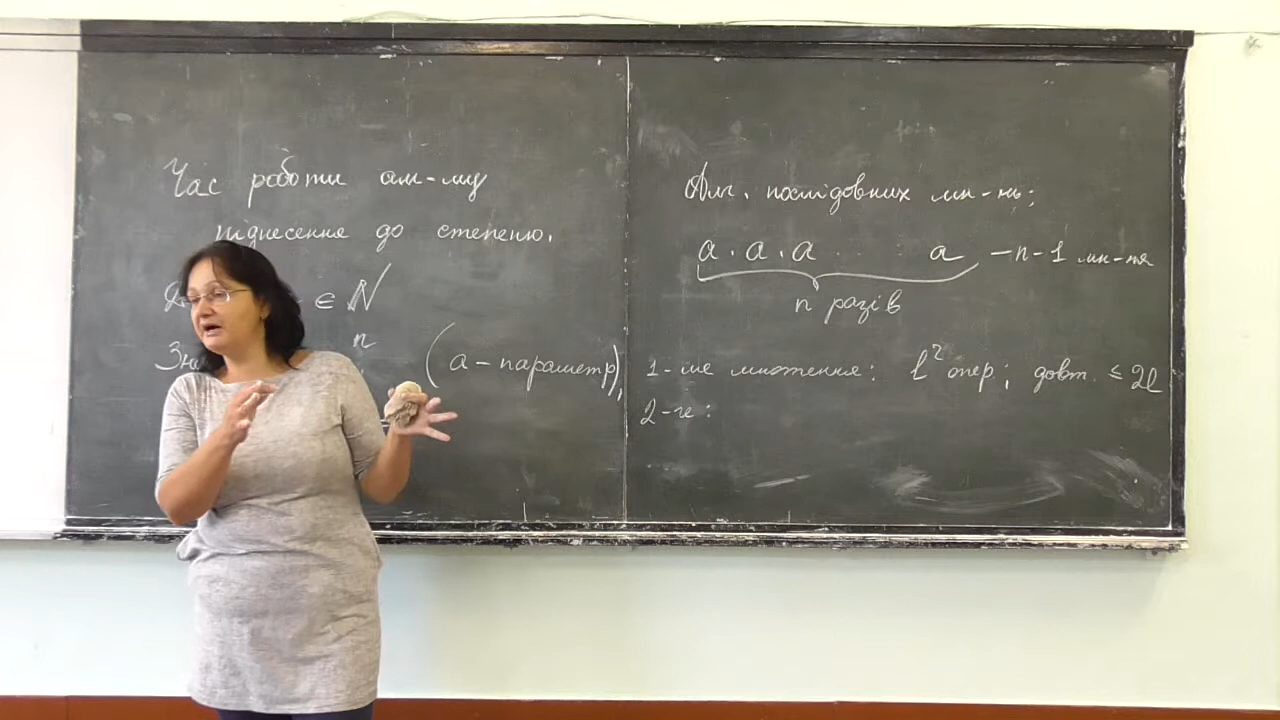 Час роботи ал-му
піднесення до степеню.
∈ ℕ
n
(a – параметр),
Алг. послідовних мн-нь:
a · a · a . . . a – n-1 мн-ня
n разів
1-ше множення: l² опер; довж. ≤ 2l
2-ге: